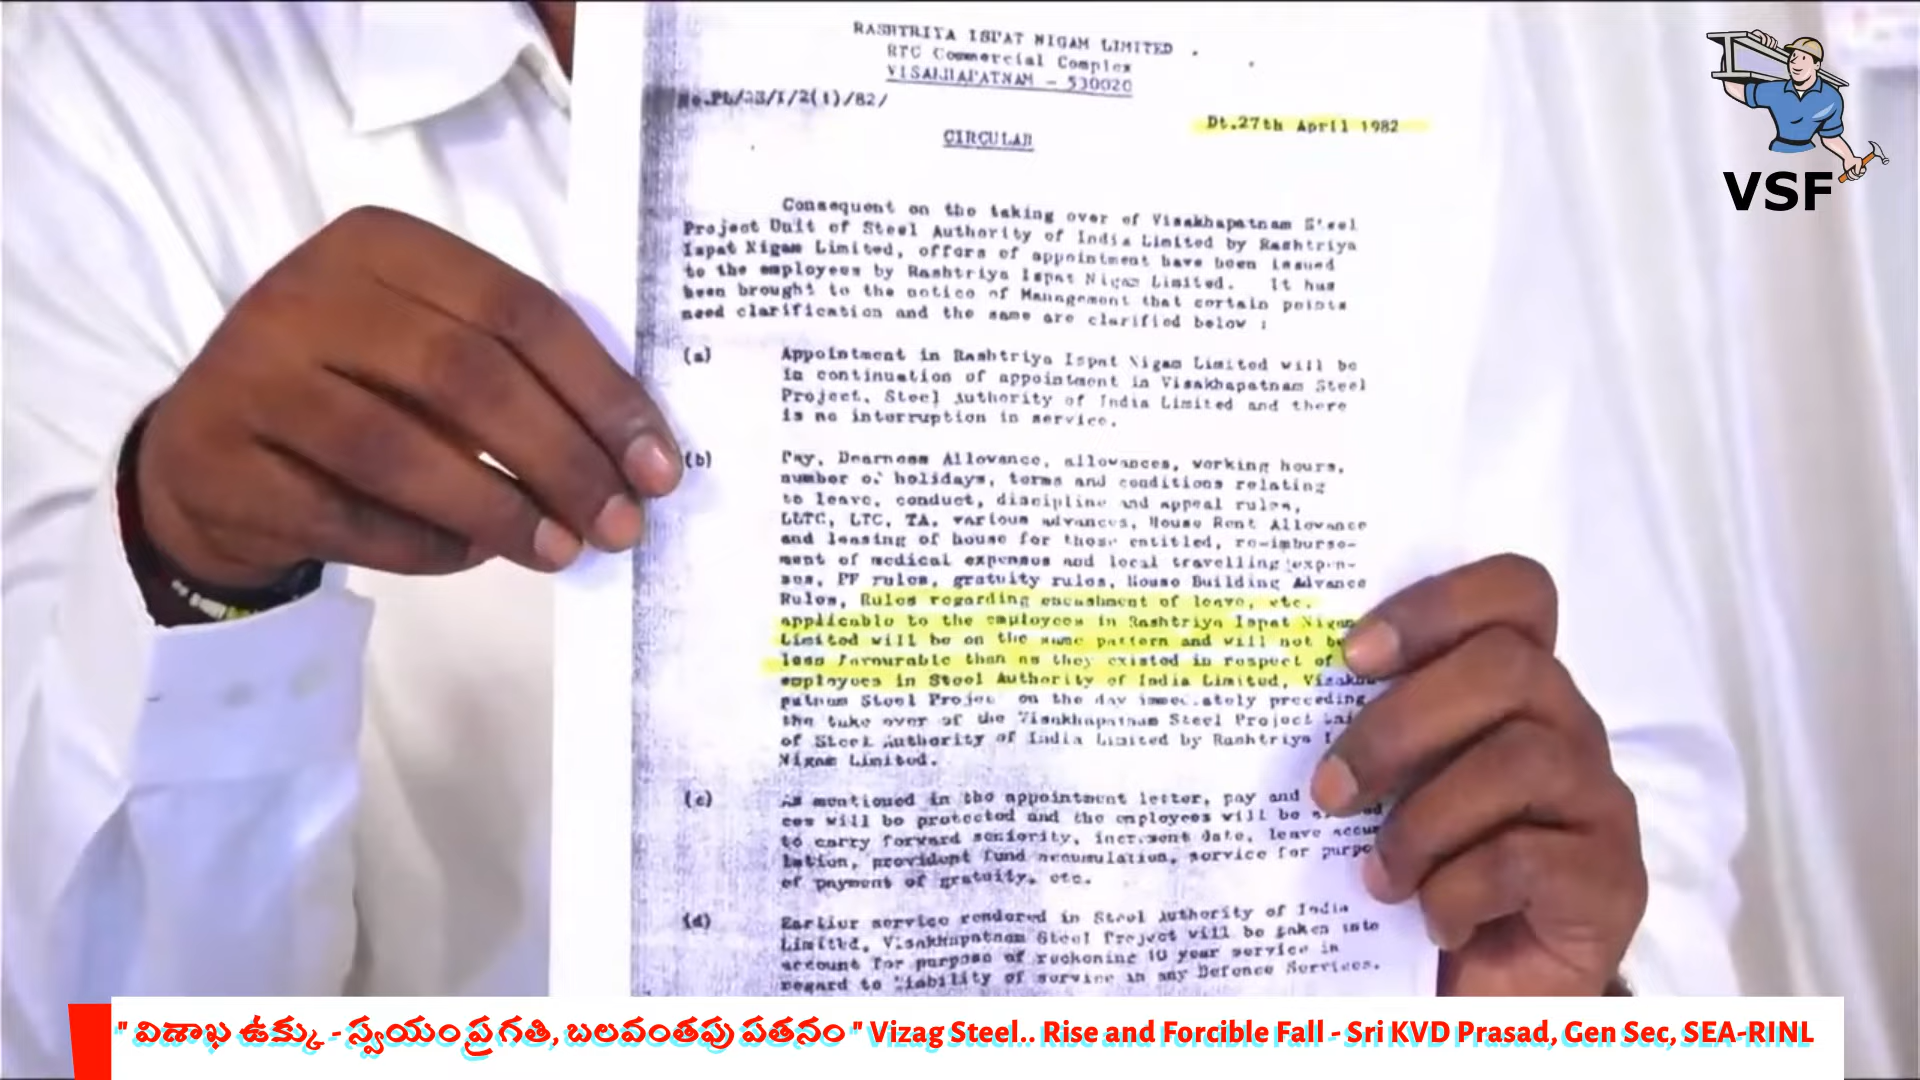 RASHTRIYA ISPAT NIGAM LIMITED
RTC Commercial Complex
VISAKHAPATNAM - 530020
/I/2(1)/82/
Dt.27th April 1982
CIRCULAR
VSF
Consequent on the taking over of Visakhapatnam Steel
Project Unit of Steel Authority of India Limited by Rashtriya
Ispat Nigam Limited, offers of appointment have been issued
to the employees by Rashtriya Ispat Nigam Limited. It has
been brought to the notice of Management that certain points
need clarification and the same are clarified below :
(a) Appointment in Rashtriya Ispat Nigam Limited will be
in continuation of appointment in Visakhapatnam Steel
Project, Steel Authority of India Limited and there
is no interruption in service.
(b) Pay, Dearness Allowance, allowances, working hours,
number of holidays, terms and conditions relating
to leave, conduct, discipline and appeal rules,
LLTC, LTC, TA, various advances, House Rent Allowance
and leasing of house for those entitled, re-imburse-
ment of medical expenses and local travelling expen-
ses, PF rules, gratuity rules, House Building Advance
Rules, Rules regarding encashment of leave, etc.
applicable to the employees in Rashtriya Ispat Nigam
Limited will be on the same pattern and will not be
less favourable than as they existed in respect of
employees in Steel Authority of India Limited, Visakha
patnam Steel Project on the day immediately preceding
the take over of the Visakhapatnam Steel Project
of Steel Authority of India Limited by Rashtriya
Nigam Limited.
(c) As mentioned in the appointment letter, pay and
ces will be protected and the employees will be
to carry forward seniority, increment date, leave accu
lation, provident fund accumulation, service for purpo
of payment of gratuity, etc.
(d) Earlier service rendered in Steel Authority of India
Limited, Visakhapatnam Steel Project will be taken into
account for purpose of reckoning 10 year service in
regard to liability of service in any Defence Services.
" విశాఖ ఉక్కు - స్వయం ప్రగతి, బలవంతపు పతనం " Vizag Steel.. Rise and Forcible Fall - Sri KVD Prasad, Gen Sec, SEA-RINL